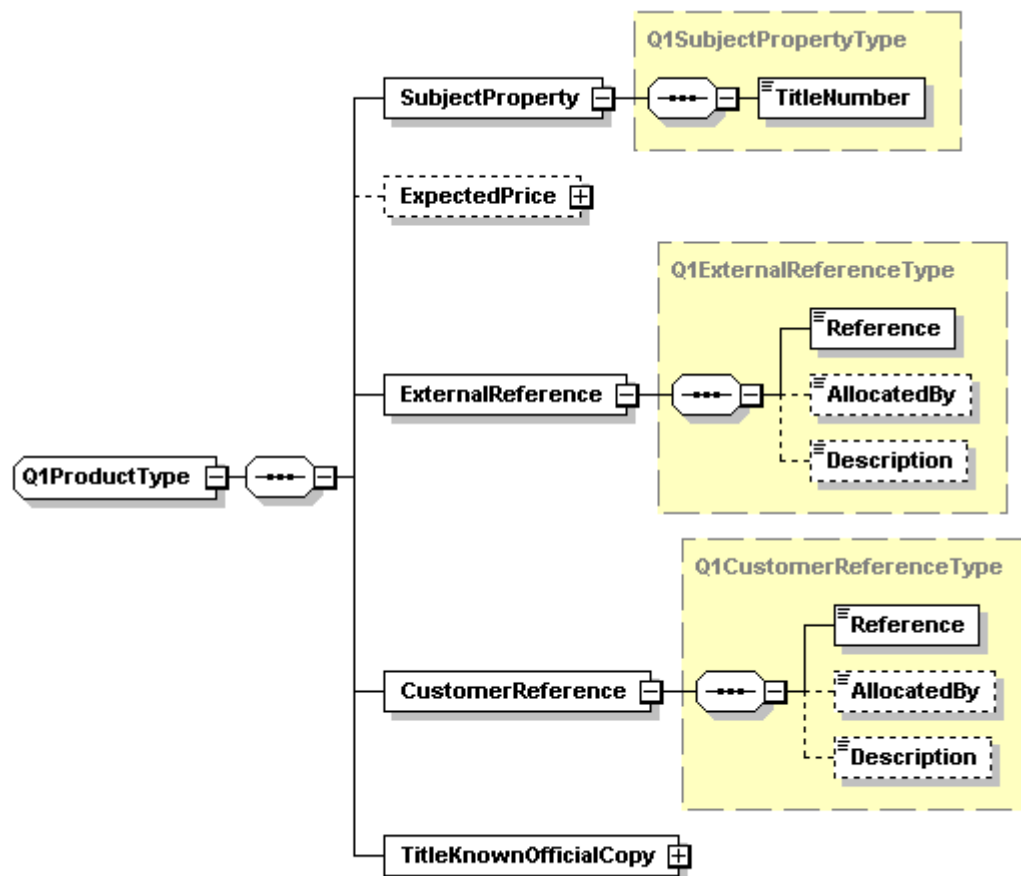 Q1SubjectPropertyType
SubjectProperty
TitleNumber
ExpectedPrice
Q1ExternalReferenceType
Reference
ExternalReference
AllocatedBy
Description
Q1ProductType
Q1CustomerReferenceType
Reference
CustomerReference
AllocatedBy
Description
TitleKnownOfficialCopy